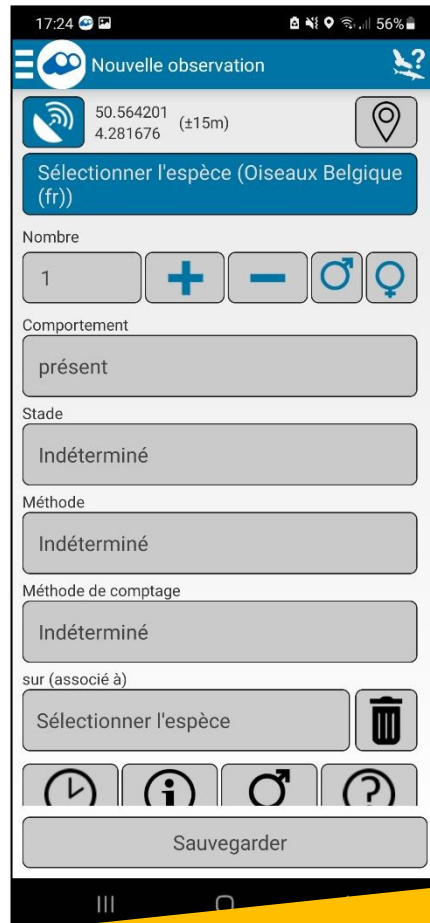 17:24 56%
Nouvelle observation
50.564201 (±15m)
4.281676
Sélectionner l'espèce (Oiseaux Belgique
(fr))
Nombre
1
Comportement
présent
Stade
Indéterminé
Méthode
Indéterminé
Méthode de comptage
Indéterminé
sur (associé à)
Sélectionner l'espèce
Sauvegarder